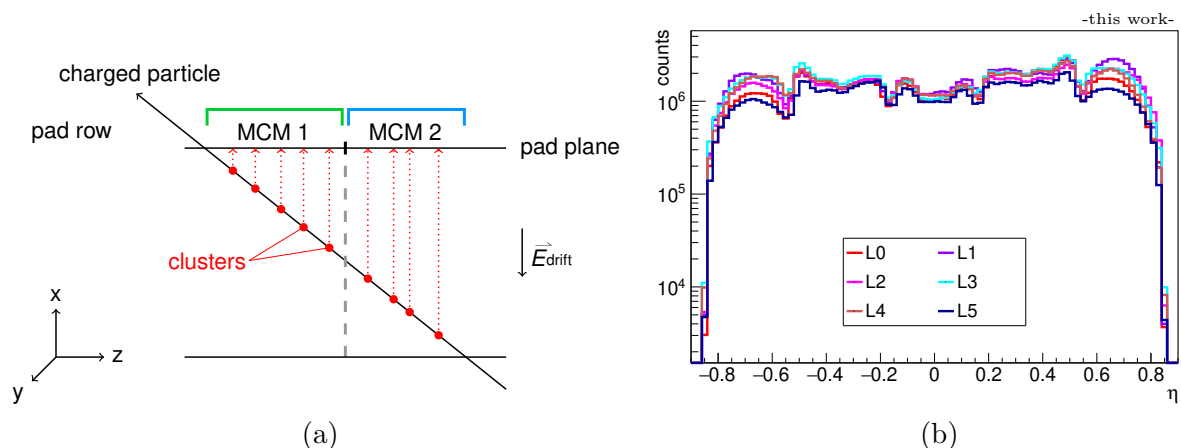 -this work-
charged particle
pad row
MCM 1
MCM 2
pad plane
clusters
E drift
x
z
y
(a)
counts
10⁶
10⁵
10⁴
L0
L1
L2
L3
L4
L5
−0.8 −0.6 −0.4 −0.2 0 0.2 0.4 0.6 0.8
η
(b)